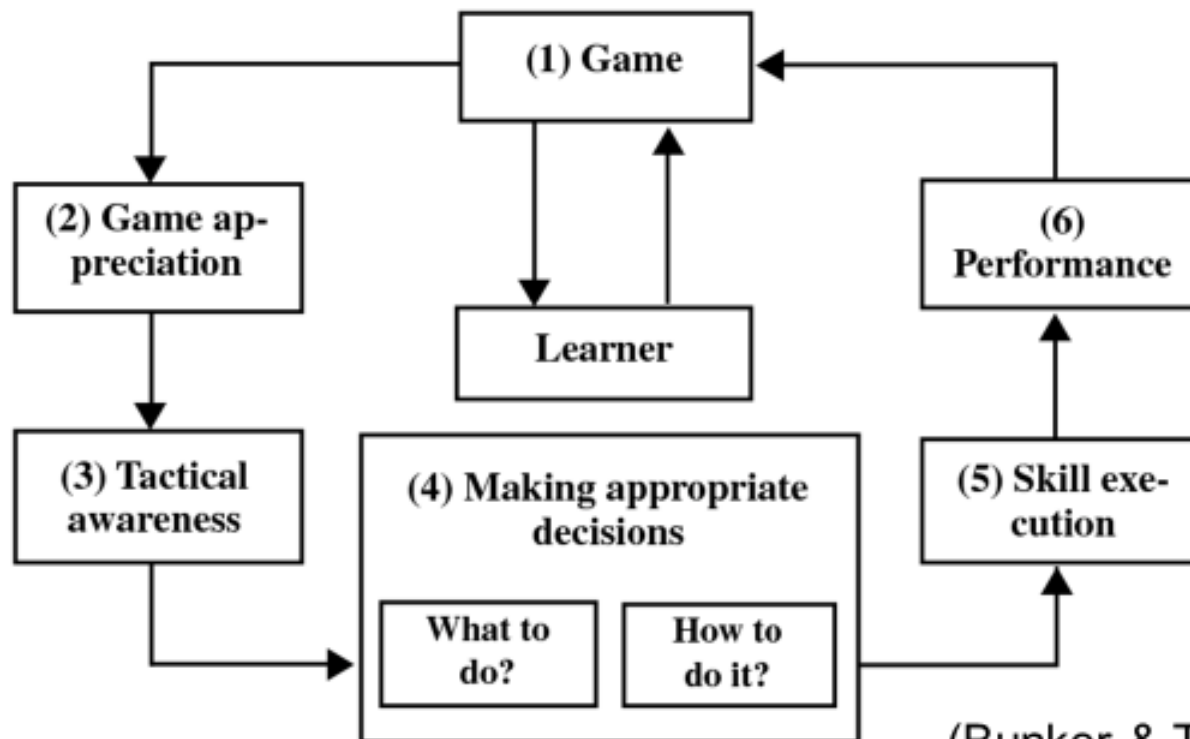 (1) Game
(2) Game ap-
preciation
(6)
Performance
Learner
(3) Tactical
awareness
(4) Making appropriate
decisions
(5) Skill exe-
cution
What to
do?
How to
do it?
(Bunker &